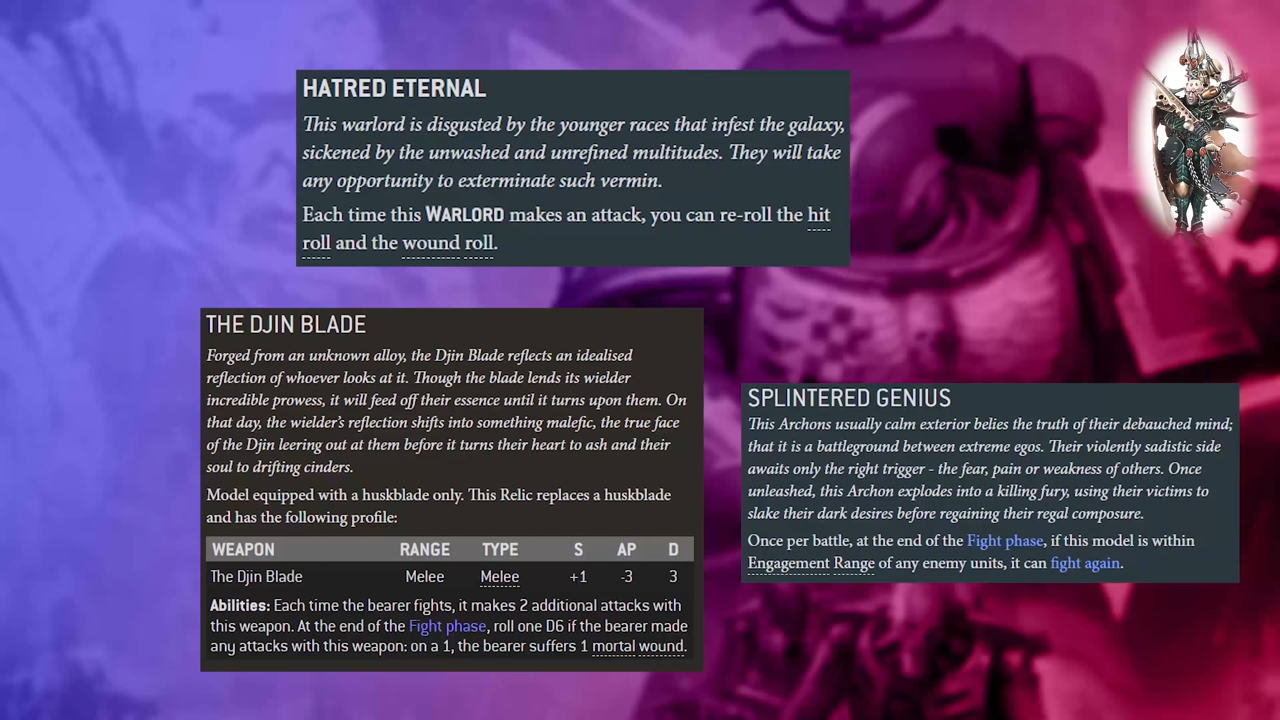 HATRED ETERNAL
This warlord is disgusted by the younger races that infest the galaxy,
sickened by the unwashed and unrefined multitudes. They will take
any opportunity to exterminate such vermin.
Each time this WARLORD makes an attack, you can re-roll the hit
roll and the wound roll.
THE DJIN BLADE
Forged from an unknown alloy, the Djin Blade reflects an idealised
reflection of whoever looks at it. Though the blade lends its wielder
incredible prowess, it will feed off their essence until it turns upon them. On
that day, the wielder's reflection shifts into something malefic, the true face
of the Djin leering out at them before it turns their heart to ash and their
soul to drifting cinders.
Model equipped with a huskblade only. This Relic replaces a huskblade
and has the following profile:
WEAPON RANGE TYPE S AP D
The Djin Blade Melee Melee +1 -3 3
Abilities: Each time the bearer fights, it makes 2 additional attacks with
this weapon. At the end of the Fight phase, roll one D6 if the bearer made
any attacks with this weapon: on a 1, the bearer suffers 1 mortal wound.
SPLINTERED GENIUS
This Archons usually calm exterior belies the truth of their debauched mind;
that it is a battleground between extreme egos. Their violently sadistic side
awaits only the right trigger - the fear, pain or weakness of others. Once
unleashed, this Archon explodes into a killing fury, using their victims to
slake their dark desires before regaining their regal composure.
Once per battle, at the end of the Fight phase, if this model is within
Engagement Range of any enemy units, it can fight again.